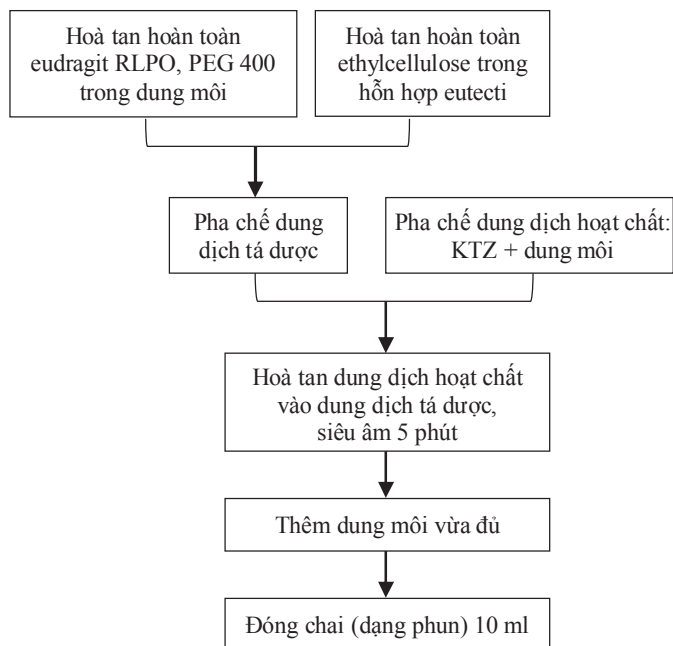 Hoà tan hoàn toàn
eudragit RLPO, PEG 400
trong dung môi
Hoà tan hoàn toàn
ethylcellulose trong
hỗn hợp eutecti
Pha chế dung
dịch tá dược
Pha chế dung dịch hoạt chất:
KTZ + dung môi
Hoà tan dung dịch hoạt chất
vào dung dịch tá dược,
siêu âm 5 phút
Thêm dung môi vừa đủ
Đóng chai (dạng phun) 10 ml